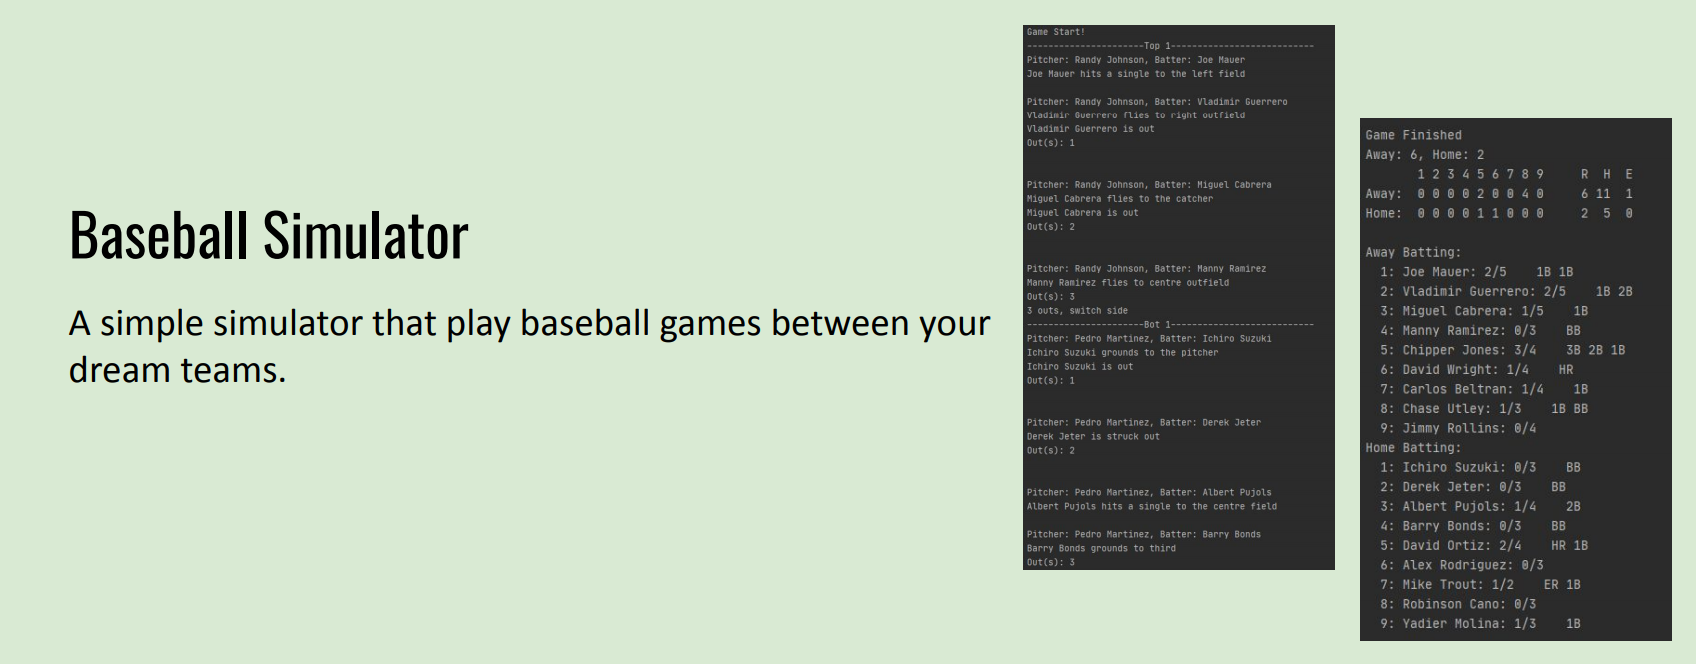 Baseball Simulator
A simple simulator that play baseball games between your
dream teams.
Game Start!
----------------------Top 1---------------------------
Pitcher: Randy Johnson, Batter: Joe Mauer
Joe Mauer hits a single to the left field
Pitcher: Randy Johnson, Batter: Vladimir Guerrero
Vladimir Guerrero flies to right outfield
Vladimir Guerrero is out
Out(s): 1
Pitcher: Randy Johnson, Batter: Miguel Cabrera
Miguel Cabrera flies to the catcher
Miguel Cabrera is out
Out(s): 2
Pitcher: Randy Johnson, Batter: Manny Ramirez
Manny Ramirez flies to centre outfield
Out(s): 3
3 outs, switch side
----------------------Bot 1---------------------------
Pitcher: Pedro Martinez, Batter: Ichiro Suzuki
Ichiro Suzuki grounds to the pitcher
Ichiro Suzuki is out
Out(s): 1
Pitcher: Pedro Martinez, Batter: Derek Jeter
Derek Jeter is struck out
Out(s): 2
Pitcher: Pedro Martinez, Batter: Albert Pujols
Albert Pujols hits a single to the centre field
Pitcher: Pedro Martinez, Batter: Barry Bonds
Barry Bonds grounds to third
Out(s): 3
Game Finished
Away: 6, Home: 2
1 2 3 4 5 6 7 8 9 R H E
Away: 0 0 0 0 2 0 0 4 0 6 11 1
Home: 0 0 0 0 1 1 0 0 0 2 5 0
Away Batting:
1: Joe Mauer: 2/5 1B 1B
2: Vladimir Guerrero: 2/5 1B 2B
3: Miguel Cabrera: 1/5 1B
4: Manny Ramirez: 0/3 BB
5: Chipper Jones: 3/4 3B 2B 1B
6: David Wright: 1/4 HR
7: Carlos Beltran: 1/4 1B
8: Chase Utley: 1/3 1B BB
9: Jimmy Rollins: 0/4
Home Batting:
1: Ichiro Suzuki: 0/3 BB
2: Derek Jeter: 0/3 BB
3: Albert Pujols: 1/4 2B
4: Barry Bonds: 0/3 BB
5: David Ortiz: 2/4 HR 1B
6: Alex Rodriguez: 0/3
7: Mike Trout: 1/2 ER 1B
8: Robinson Cano: 0/3
9: Yadier Molina: 1/3 1B